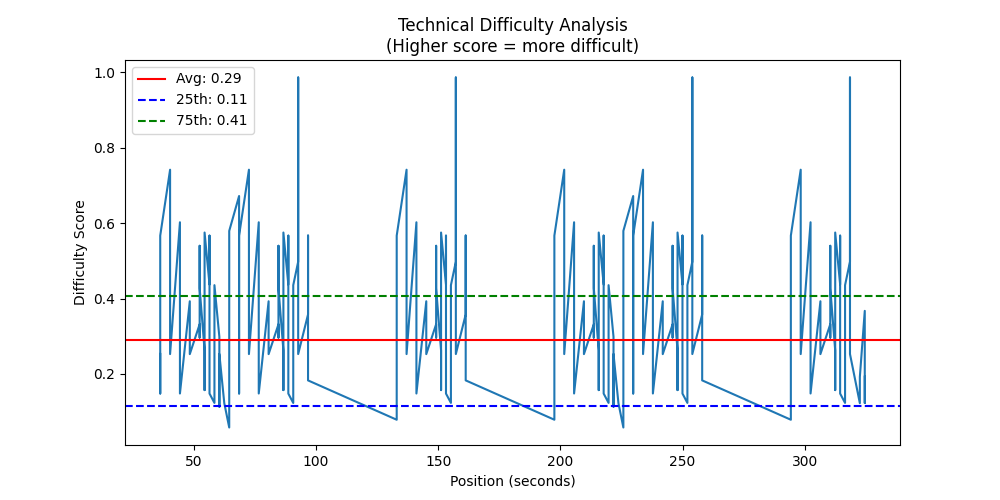 Technical Difficulty Analysis
(Higher score = more difficult)
Avg: 0.29
25th: 0.11
75th: 0.41
Difficulty Score
1.0
0.8
0.6
0.4
0.2
50
100
150
200
250
300
Position (seconds)